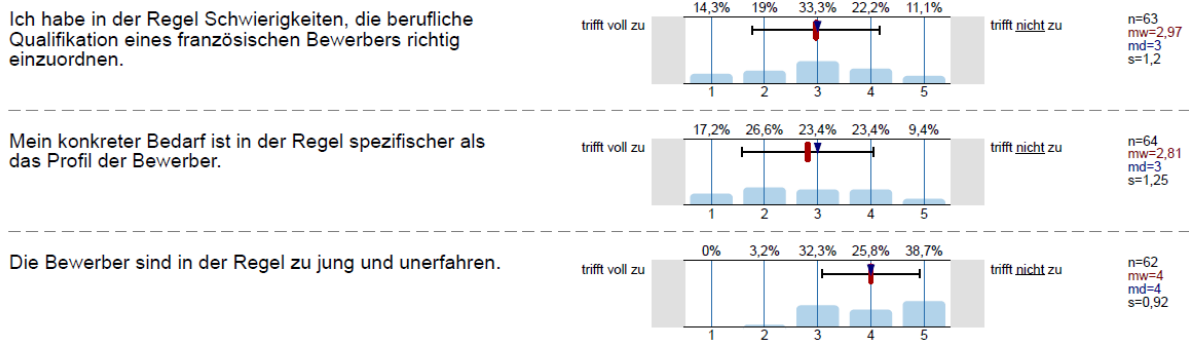 Ich habe in der Regel Schwierigkeiten, die berufliche
Qualifikation eines französischen Bewerbers richtig
einzuordnen.
trifft voll zu
14,3% 19% 33,3% 22,2% 11,1%
1 2 3 4 5
trifft nicht zu
n=63
mw=2,97
md=3
s=1,2
Mein konkreter Bedarf ist in der Regel spezifischer als
das Profil der Bewerber.
trifft voll zu
17,2% 26,6% 23,4% 23,4% 9,4%
1 2 3 4 5
trifft nicht zu
n=64
mw=2,81
md=3
s=1,25
Die Bewerber sind in der Regel zu jung und unerfahren.
trifft voll zu
0% 3,2% 32,3% 25,8% 38,7%
1 2 3 4 5
trifft nicht zu
n=62
mw=4
md=4
s=0,92